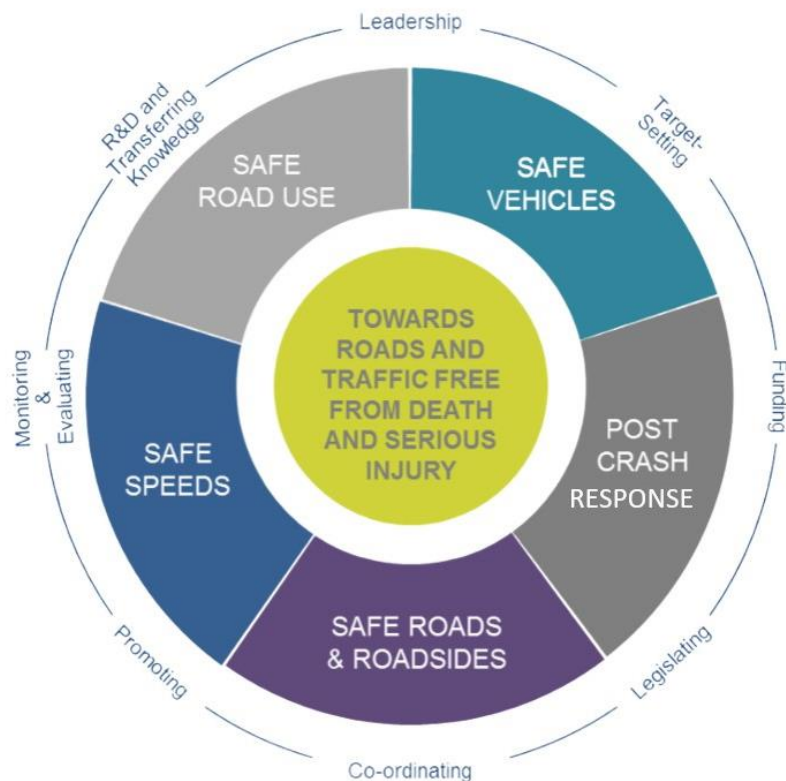 Leadership
Target-
Setting
Funding
Legislating
Co-ordinating
Promoting
Monitoring
&
Evaluating
R&D and
Transferring
Knowledge
SAFE
ROAD USE
SAFE
VEHICLES
POST
CRASH
RESPONSE
SAFE ROADS
& ROADSIDES
SAFE
SPEEDS
TOWARDS
ROADS AND
TRAFFIC FREE
FROM DEATH
AND SERIOUS
INJURY